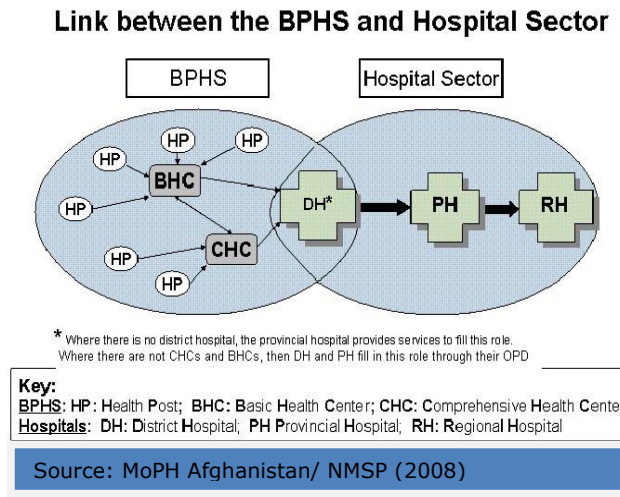 Link between the BPHS and Hospital Sector
BPHS
Hospital Sector
HP
HP
HP
BHC
HP
DH*
PH
RH
CHC
HP
HP
* Where there is no district hospital, the provincial hospital provides services to fill this role.
Where there are not CHCs and BHCs, then DH and PH fill in this role through their OPD
Key:
BPHS: HP: Health Post; BHC: Basic Health Center; CHC: Comprehensive Health Cente
Hospitals: DH: District Hospital; PH Provincial Hospital; RH: Regional Hospital
Source: MoPH Afghanistan/ NMSP (2008)